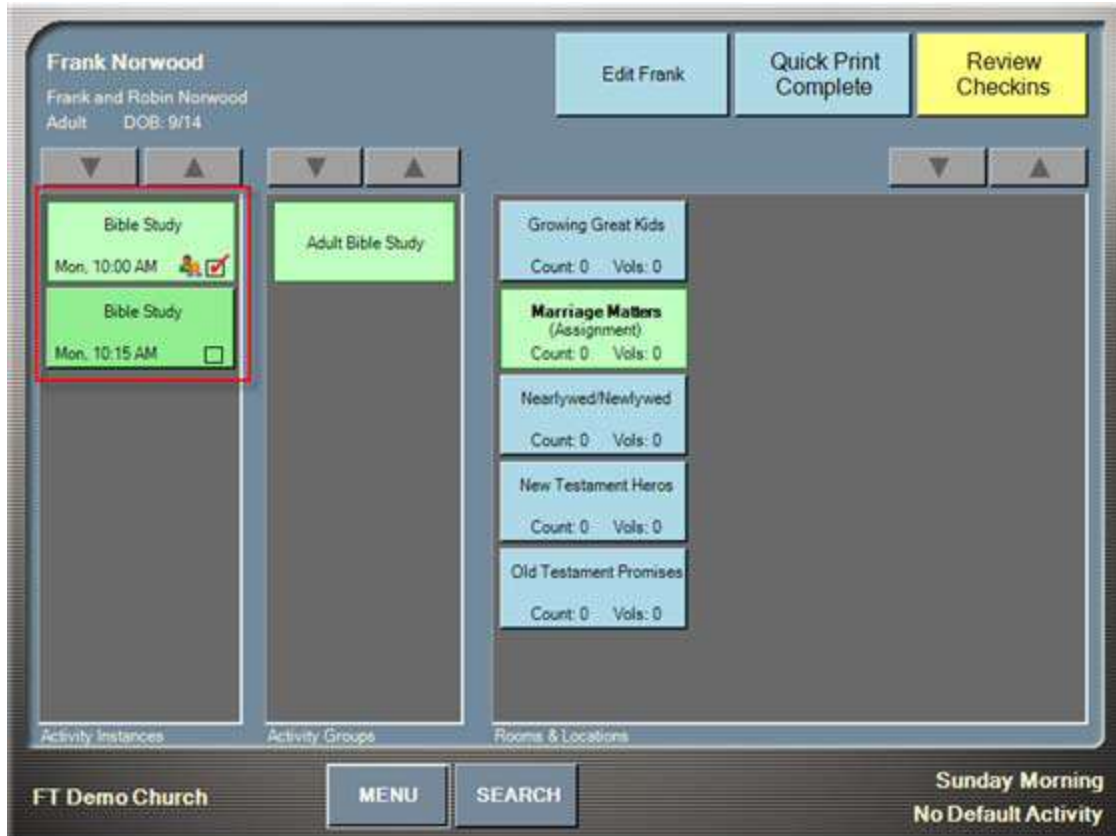 Frank Norwood
Frank and Robin Norwood
Adult DOB: 9/14
Edit Frank
Quick Print
Complete
Review
Checkins
Bible Study
Mon, 10:00 AM
Bible Study
Mon, 10:15 AM
Adult Bible Study
Growing Great Kids
Count: 0 Vols: 0
Marriage Matters
(Assignment)
Count: 0 Vols: 0
Nearlywed/Newlywed
Count: 0 Vols: 0
New Testament Heros
Count: 0 Vols: 0
Old Testament Promises
Count: 0 Vols: 0
Activity Instances
Activity Groups
Rooms & Locations
FT Demo Church
MENU
SEARCH
Sunday Morning
No Default Activity